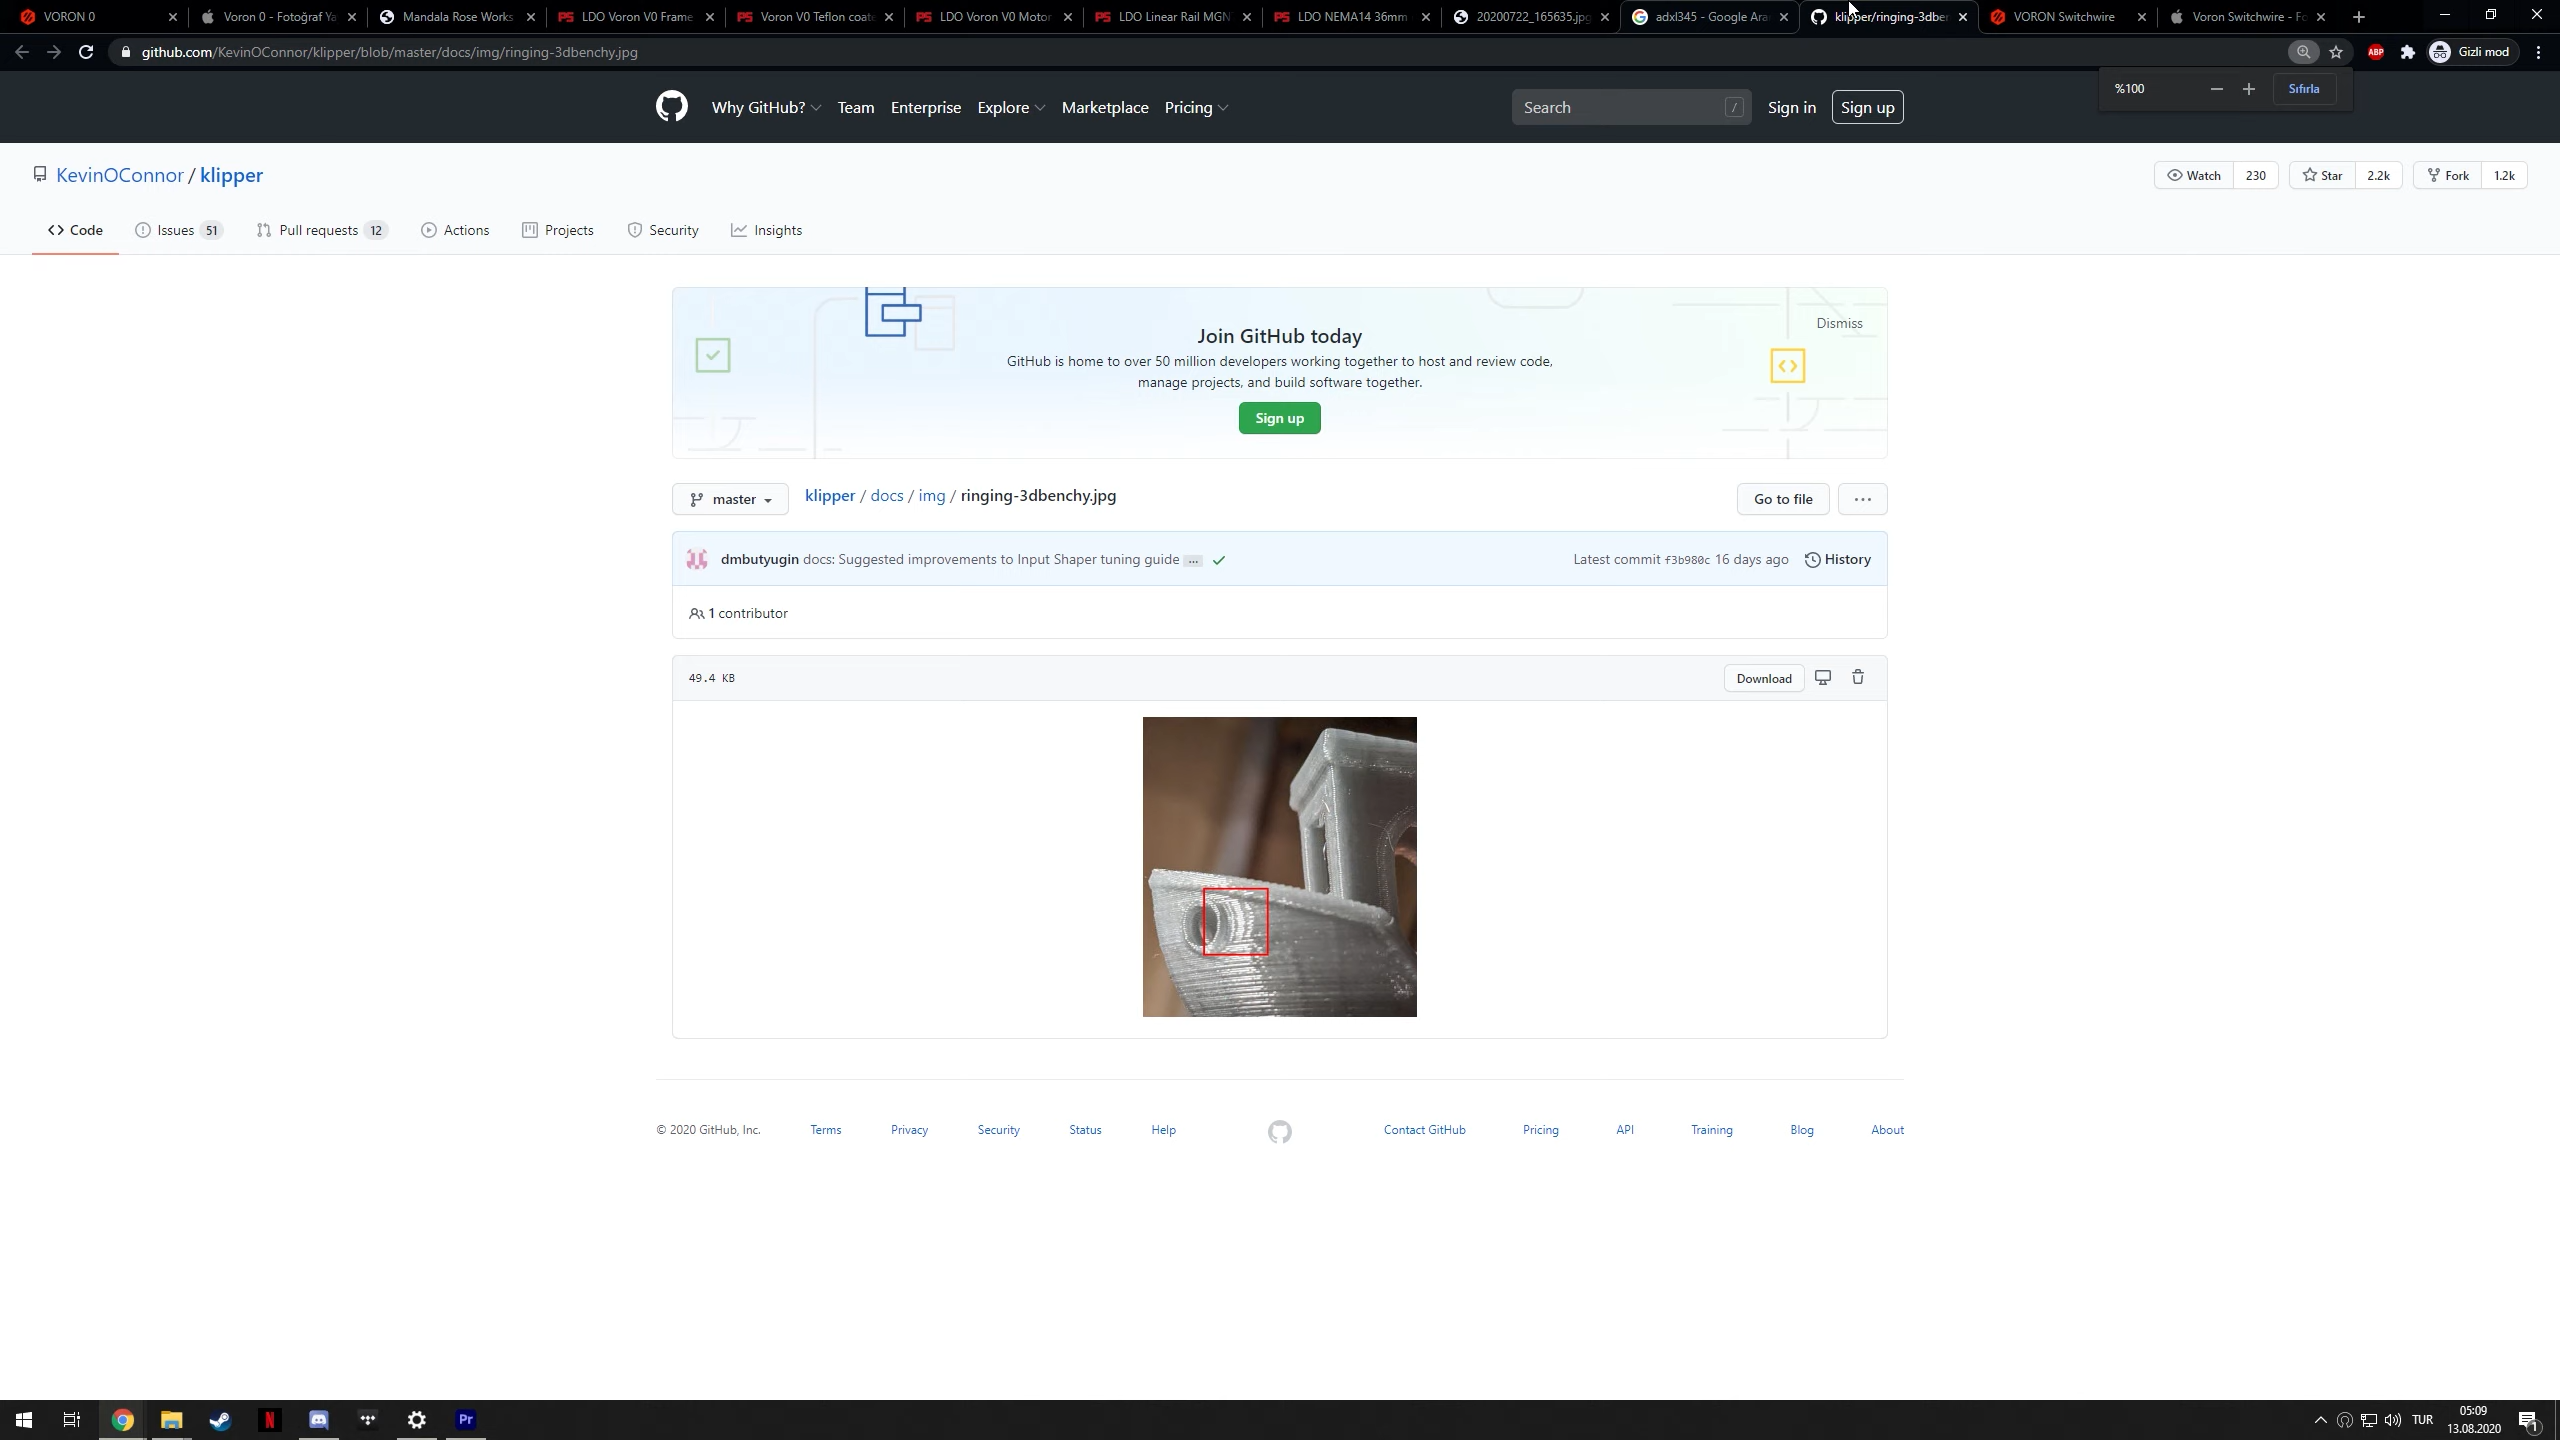 VORON 0
Voron 0 - Fotoğraf Ya
Mandala Rose Works
LDO Voron V0 Frame
Voron V0 Teflon coate
LDO Voron V0 Motor
LDO Linear Rail MGN
LDO NEMA14 36mm
20200722_165635.jpg
adxl345 - Google Ara
klipper/ringing-3dber
VORON Switchwire
Voron Switchwire - Fo
github.com/KevinOConnor/klipper/blob/master/docs/img/ringing-3dbenchy.jpg
ABP
Gizli mod
%100
Sıfırla
Why GitHub? Team Enterprise Explore Marketplace Pricing
Search /
Sign in Sign up
KevinOConnor / klipper
Watch 230 Star 2.2k Fork 1.2k
Code Issues 51 Pull requests 12 Actions Projects Security Insights
Dismiss
Join GitHub today
GitHub is home to over 50 million developers working together to host and review code,
manage projects, and build software together.
Sign up
master klipper / docs / img / ringing-3dbenchy.jpg Go to file ...
dmbutyugin docs: Suggested improvements to Input Shaper tuning guide ... Latest commit f3b980c 16 days ago History
1 contributor
49.4 KB Download
© 2020 GitHub, Inc. Terms Privacy Security Status Help Contact GitHub Pricing API Training Blog About
N Pr TUR
05:09
13.08.2020
1